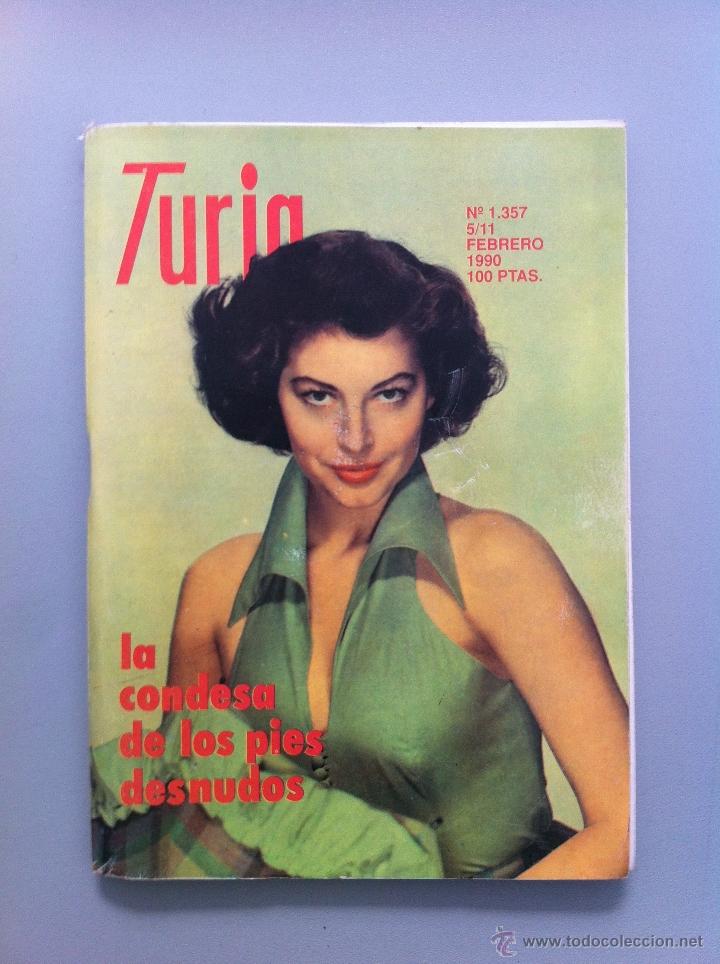 Turia
Nº 1.357
5/11
FEBRERO
1990
100 PTAS.
la
condesa
de los pies
desnudos
www.todocoleccion.net